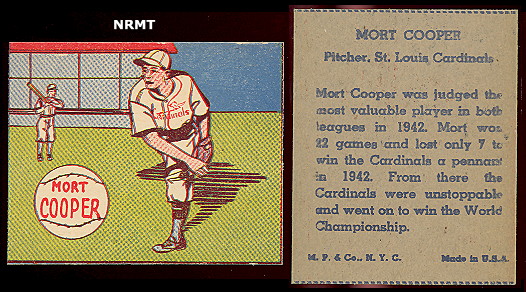 NRMT
Cardinals
MORT
COOPER
MORT COOPER
Pitcher, St. Louis Cardinals
Mort Cooper was judged the
most valuable player in both
leagues in 1942. Mort won
22 games and lost only 7 to
win the Cardinals a pennant
in 1942. From there the
Cardinals were unstoppable
and went on to win the World
Championship.
M. P. & Co., N. Y. C. Made in U.S.A.